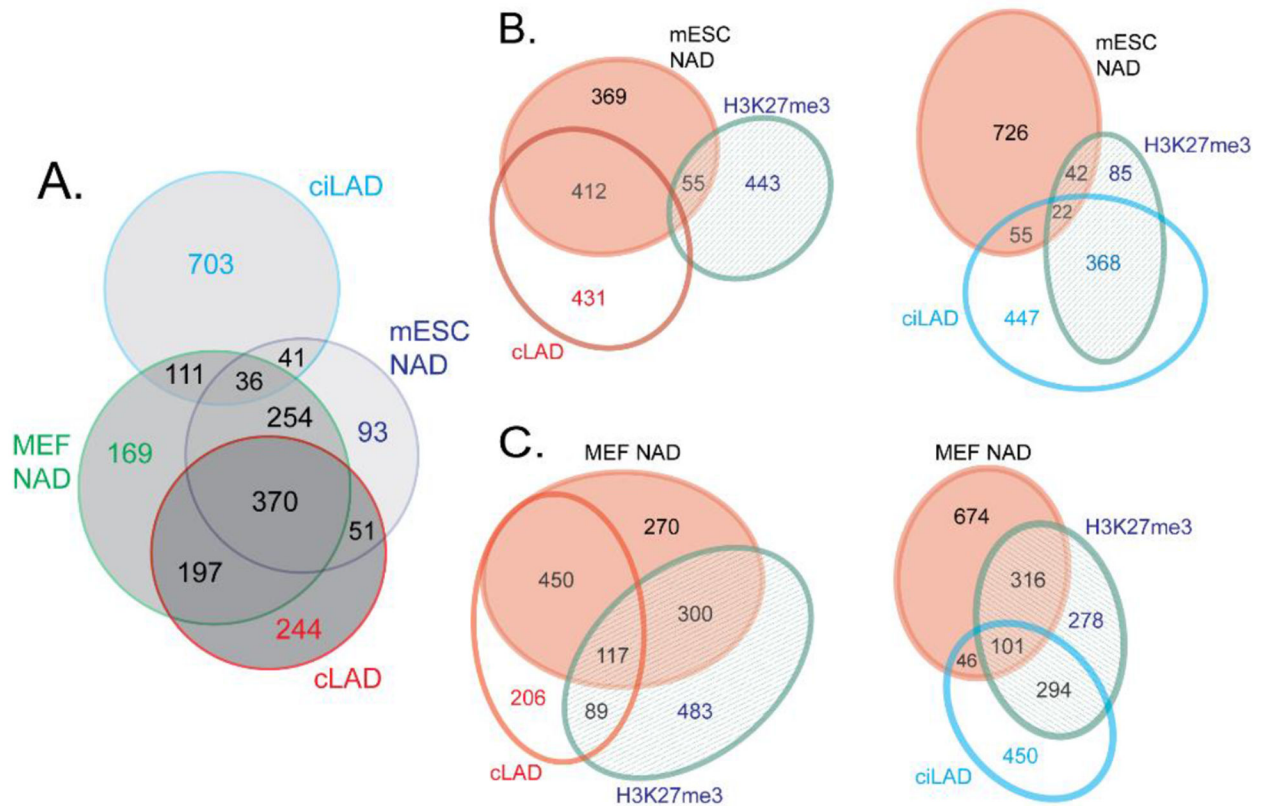 A.
ciLAD
703
mESC
NAD
41
111
36
254
93
MEF
NAD
169
370
51
197
244
cLAD
B.
mESC
NAD
369
H3K27me3
412
55
443
431
cLAD
mESC
NAD
726
H3K27me3
42
85
22
55
368
ciLAD
447
C.
MEF NAD
270
450
300
117
206
89
483
cLAD
H3K27me3
MEF NAD
674
H3K27me3
316
278
101
46
294
450
ciLAD